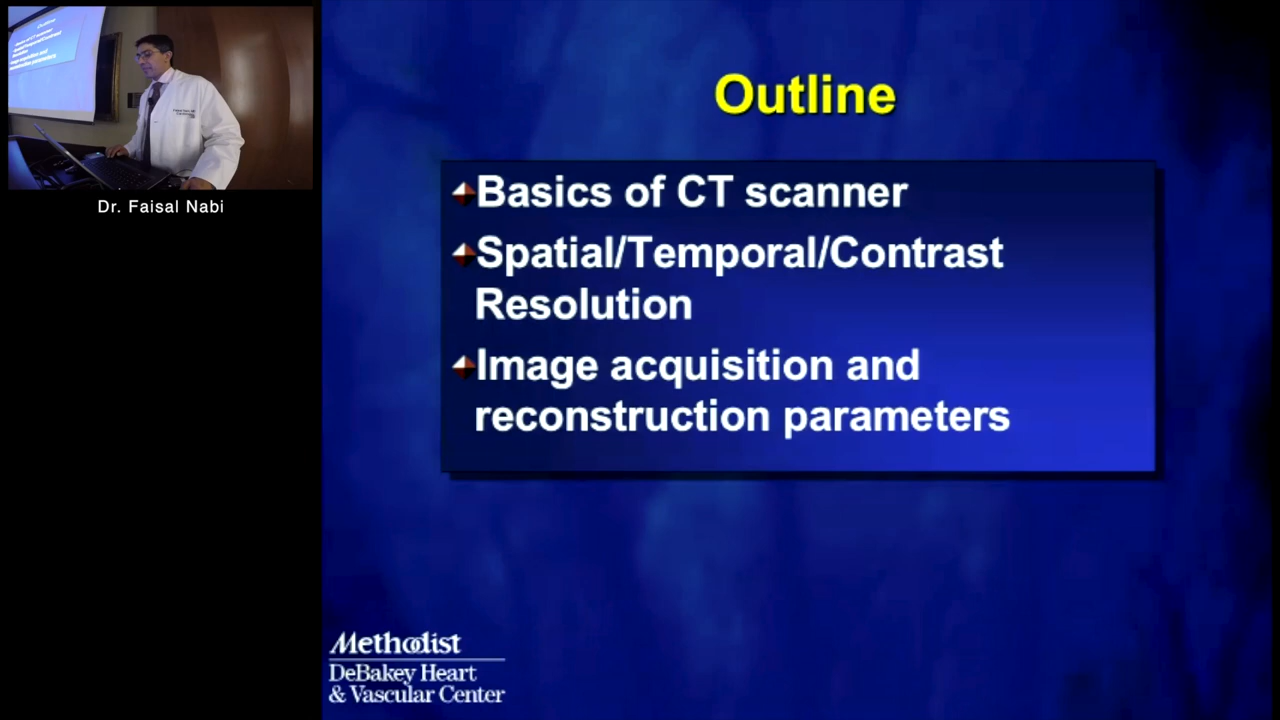 Outline
Basics of CT scanner
Spatial/Temporal/Contrast
Resolution
Image acquisition and
reconstruction parameters
Dr. Faisal Nabi
Methodist
DeBakey Heart
& Vascular Center